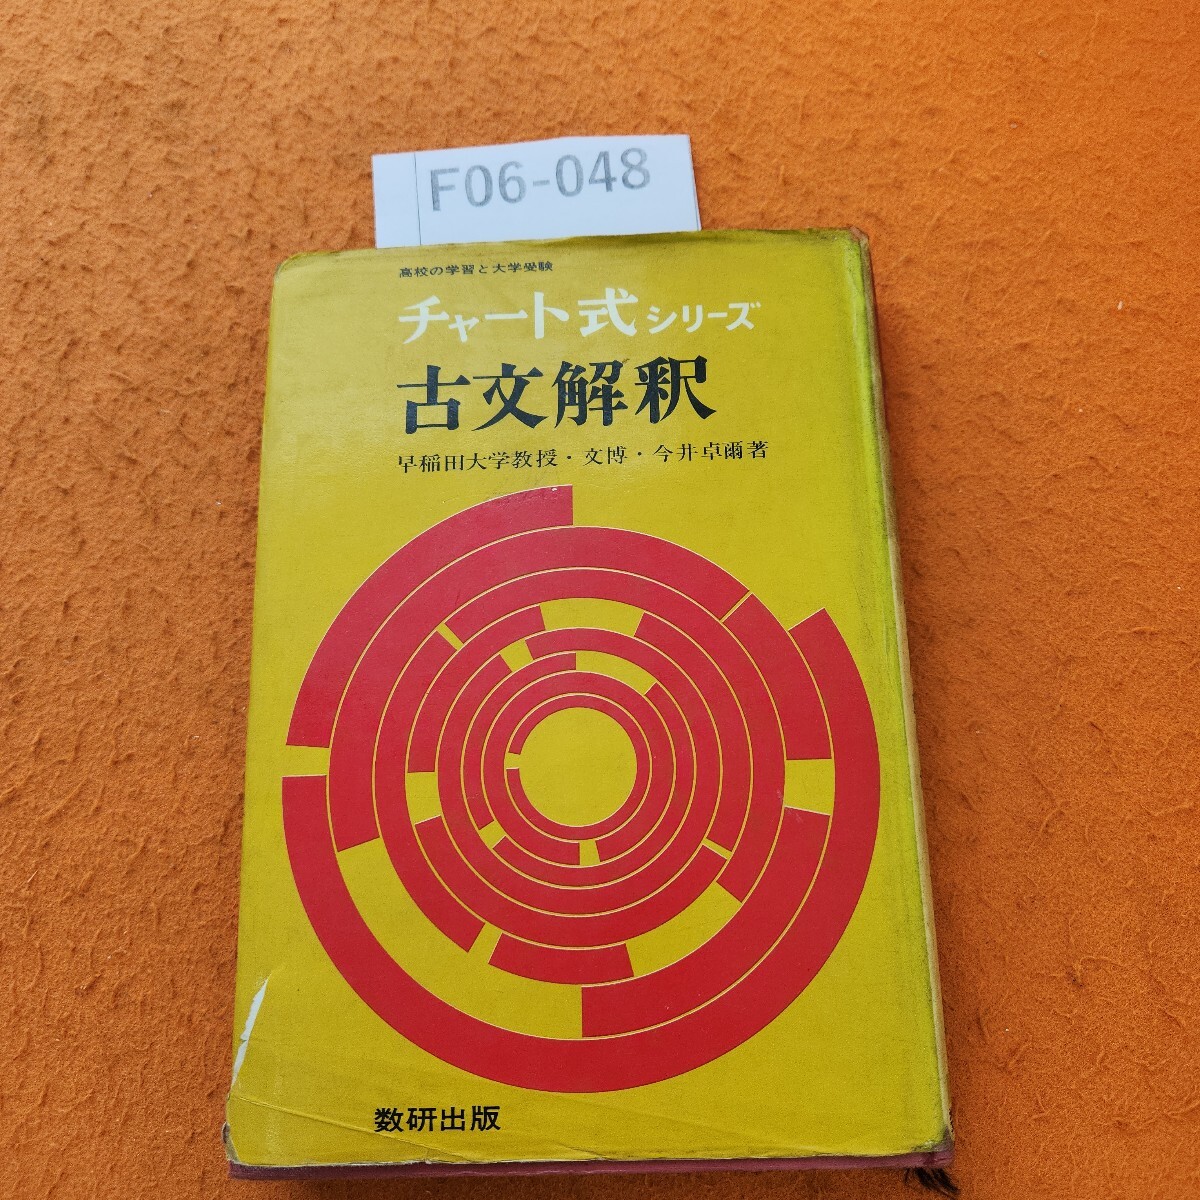 F06-048
高校の学習と大学受験
チャート式シリーズ
古文解釈
早稲田大学教授・文博・今井卓爾著
数研出版